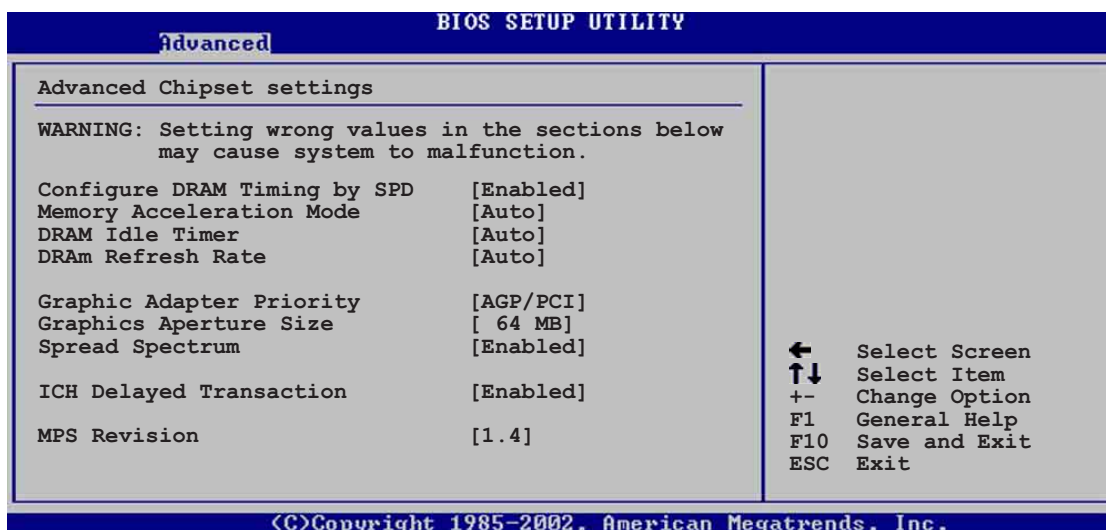 BIOS SETUP UTILITY
Advanced
Advanced Chipset settings
WARNING: Setting wrong values in the sections below
may cause system to malfunction.
Configure DRAM Timing by SPD [Enabled]
Memory Acceleration Mode [Auto]
DRAM Idle Timer [Auto]
DRAm Refresh Rate [Auto]
Graphic Adapter Priority [AGP/PCI]
Graphics Aperture Size [ 64 MB]
Spread Spectrum [Enabled]
ICH Delayed Transaction [Enabled]
MPS Revision [1.4]
← Select Screen
↑↓ Select Item
+- Change Option
F1 General Help
F10 Save and Exit
ESC Exit
(C)Copyright 1985-2002, American Megatrends, Inc.